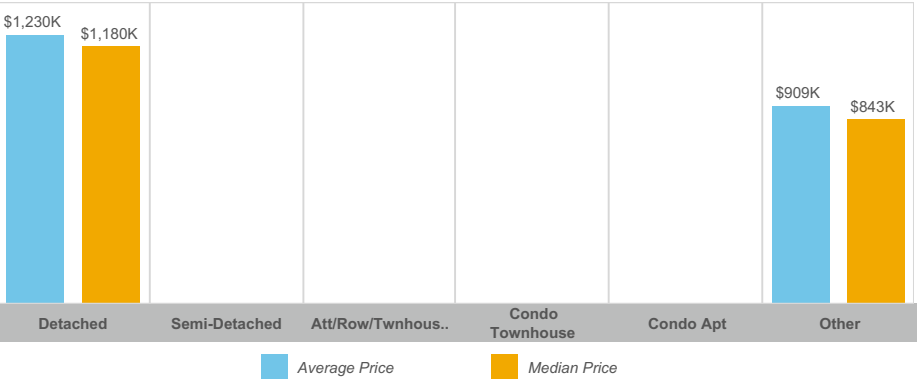 $1,230K
$1,180K
$909K
$843K
Detached
Semi-Detached
Att/Row/Twnhous..
Condo
Townhouse
Condo Apt
Other
Average Price
Median Price